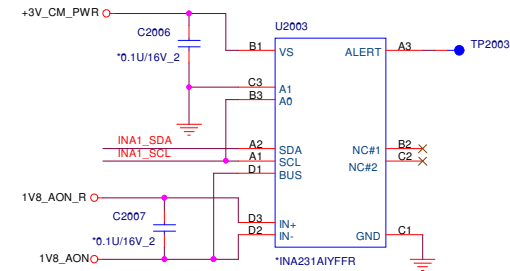 +3V_CM_PWR
C2006
*0.1U/16V_2
U2003
B1 VS ALERT A3 TP2003
C3 A1
B3 A0
INA1_SDA A2 SDA NC#1 B2
INA1_SCL A1 SCL NC#2 C2
D1 BUS
1V8_AON_R
C2007
*0.1U/16V_2
D3 IN+
D2 IN- GND C1
1V8_AON
*INA231AIYFFR